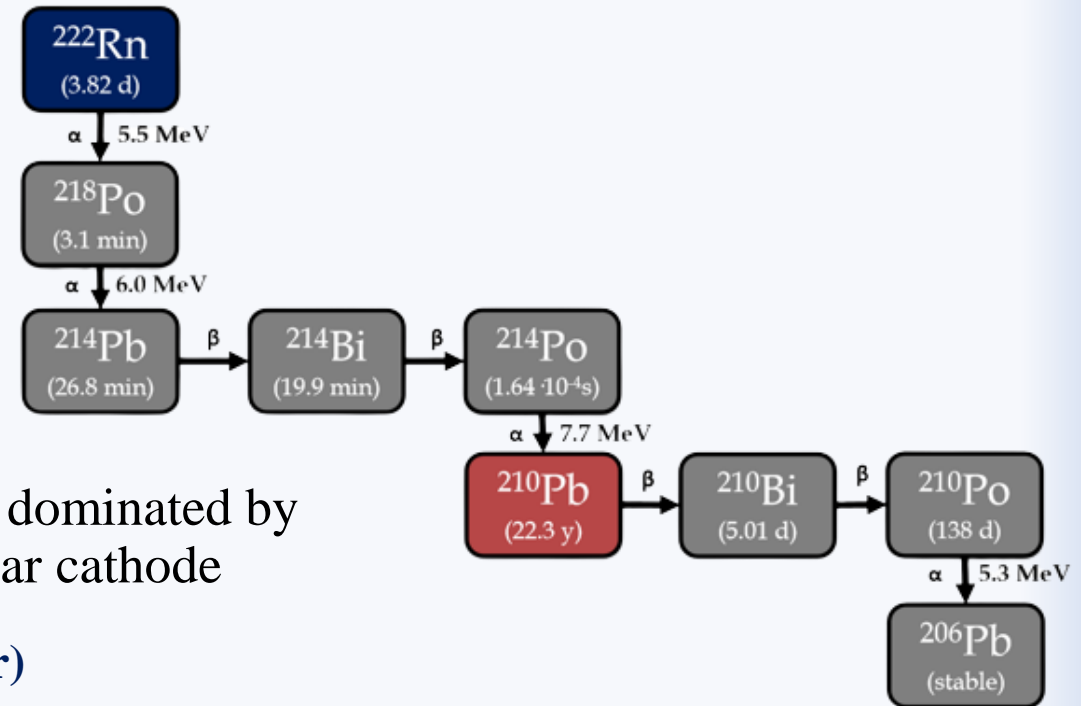 ²²²Rn
(3.82 d)
α 5.5 MeV
²¹⁸Po
(3.1 min)
α 6.0 MeV
²¹⁴Pb
(26.8 min)
β
²¹⁴Bi
(19.9 min)
β
²¹⁴Po
(1.64 ·10⁻⁴s)
α 7.7 MeV
²¹⁰Pb
(22.3 y)
β
²¹⁰Bi
(5.01 d)
β
²¹⁰Po
(138 d)
α 5.3 MeV
²⁰⁶Pb
(stable)
dominated by
ar cathode
r)